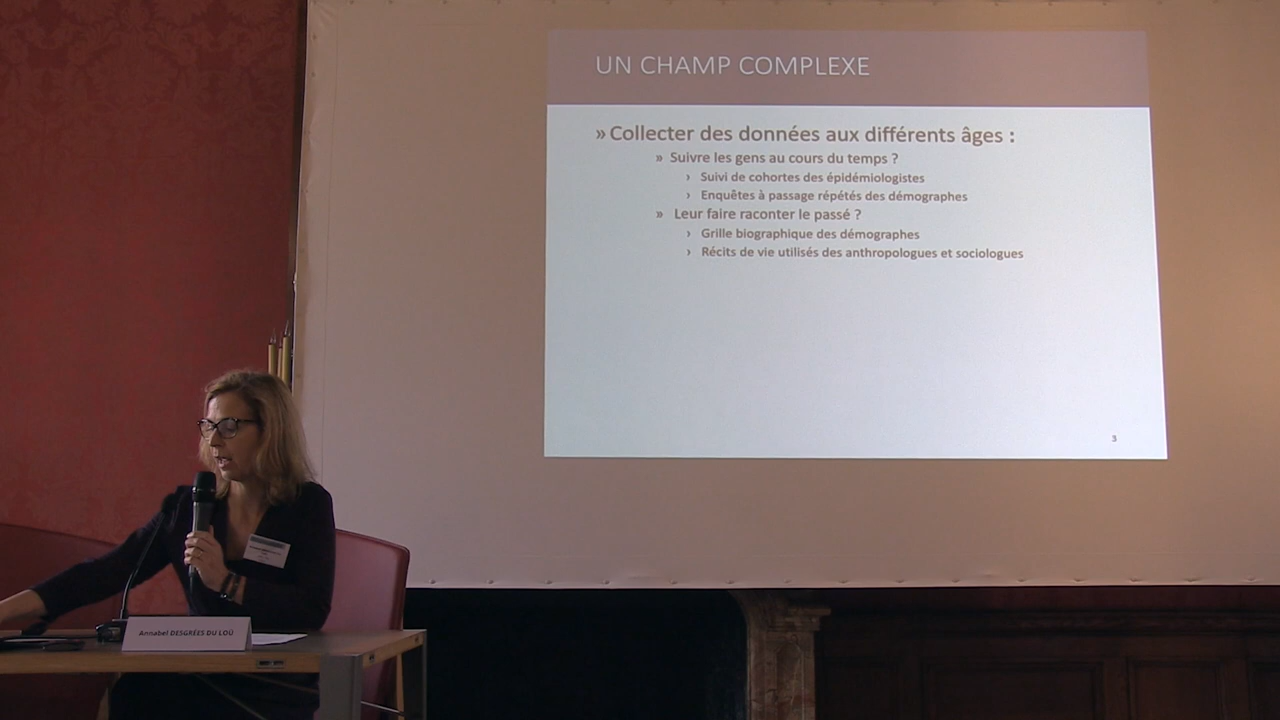 UN CHAMP COMPLEXE
» Collecter des données aux différents âges :
» Suivre les gens au cours du temps ?
› Suivi de cohortes des épidémiologistes
› Enquêtes à passage répétés des démographes
» Leur faire raconter le passé ?
› Grille biographique des démographes
› Récits de vie utilisés des anthropologues et sociologues
3
Annabel DESGRÉES DU LOÛ